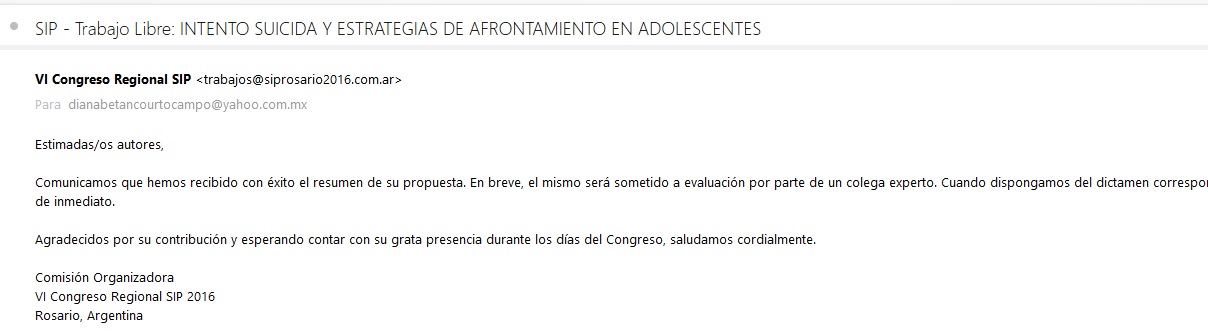 SIP - Trabajo Libre: INTENTO SUICIDA Y ESTRATEGIAS DE AFRONTAMIENTO EN ADOLESCENTES
VI Congreso Regional SIP <trabajos@siprosario2016.com.ar>
Para dianabetancourtocampo@yahoo.com.mx
Estimadas/os autores,
Comunicamos que hemos recibido con éxito el resumen de su propuesta. En breve, el mismo será sometido a evaluación por parte de un colega experto. Cuando dispongamos del dictamen correspo
de inmediato.
Agradecidos por su contribución y esperando contar con su grata presencia durante los días del Congreso, saludamos cordialmente.
Comisión Organizadora
VI Congreso Regional SIP 2016
Rosario, Argentina